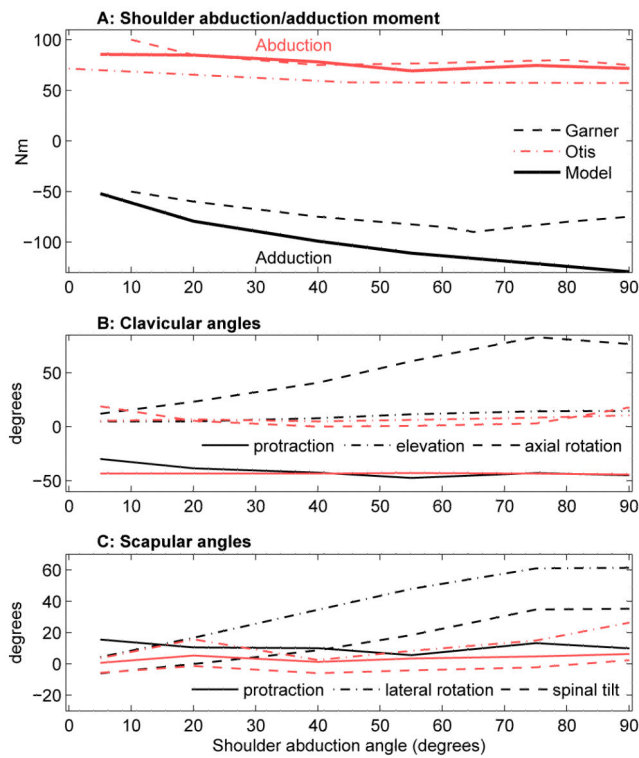 A: Shoulder abduction/adduction moment
100
50
0
−50
−100
Nm
Abduction
Garner
Otis
Model
Adduction
0 10 20 30 40 50 60 70 80 90
B: Clavicular angles
50
0
−50
degrees
protraction elevation axial rotation
0 10 20 30 40 50 60 70 80 90
C: Scapular angles
60
40
20
0
−20
degrees
protraction lateral rotation spinal tilt
0 10 20 30 40 50 60 70 80 90
Shoulder abduction angle (degrees)